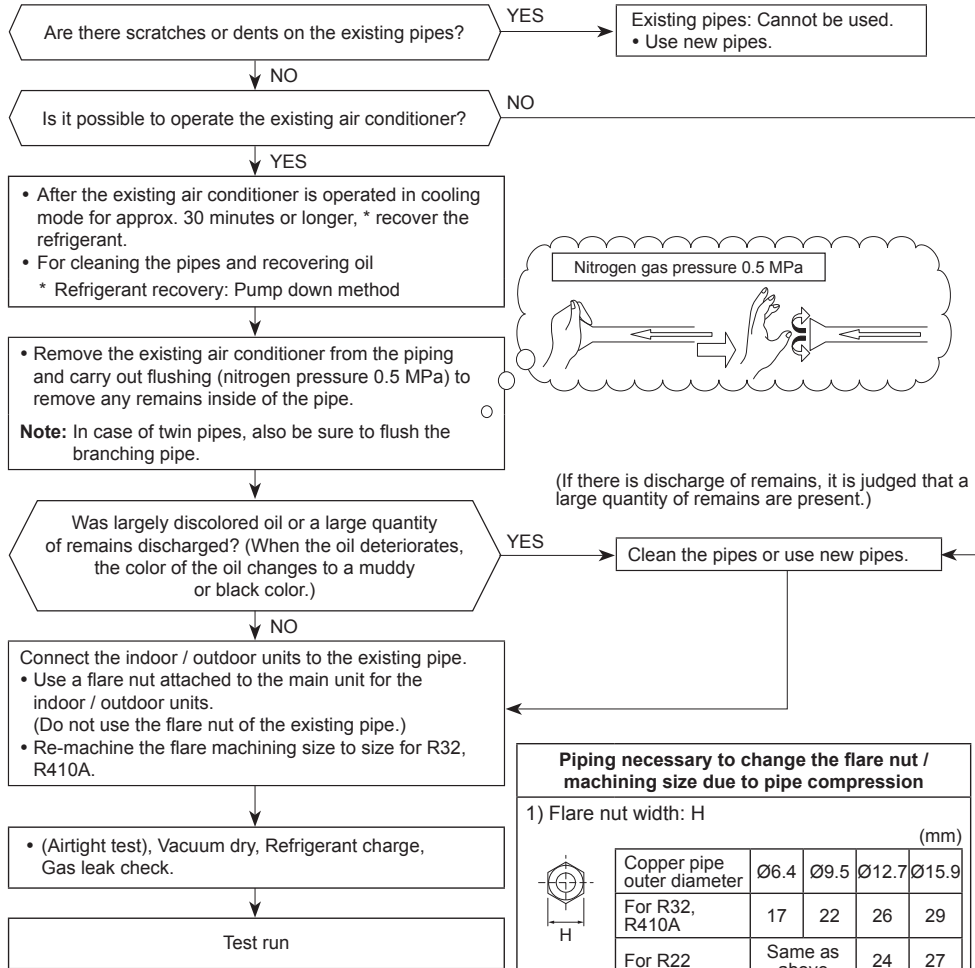 Are there scratches or dents on the existing pipes?
YES
Existing pipes: Cannot be used.
• Use new pipes.
NO
Is it possible to operate the existing air conditioner?
NO
YES
• After the existing air conditioner is operated in cooling
mode for approx. 30 minutes or longer, * recover the
refrigerant.
• For cleaning the pipes and recovering oil
* Refrigerant recovery: Pump down method
Nitrogen gas pressure 0.5 MPa
• Remove the existing air conditioner from the piping
and carry out flushing (nitrogen pressure 0.5 MPa) to
remove any remains inside of the pipe.
Note: In case of twin pipes, also be sure to flush the
branching pipe.
(If there is discharge of remains, it is judged that a
large quantity of remains are present.)
Was largely discolored oil or a large quantity
of remains discharged? (When the oil deteriorates,
the color of the oil changes to a muddy
or black color.)
YES
Clean the pipes or use new pipes.
NO
Connect the indoor / outdoor units to the existing pipe.
• Use a flare nut attached to the main unit for the
indoor / outdoor units.
(Do not use the flare nut of the existing pipe.)
• Re-machine the flare machining size to size for R32,
R410A.
• (Airtight test), Vacuum dry, Refrigerant charge,
Gas leak check.
Test run
Piping necessary to change the flare nut /
machining size due to pipe compression
1) Flare nut width: H
(mm)
H
Copper pipe
outer diameter Ø6.4 Ø9.5 Ø12.7 Ø15.9
For R32,
R410A 17 22 26 29
For R22 Same as
above 24 27